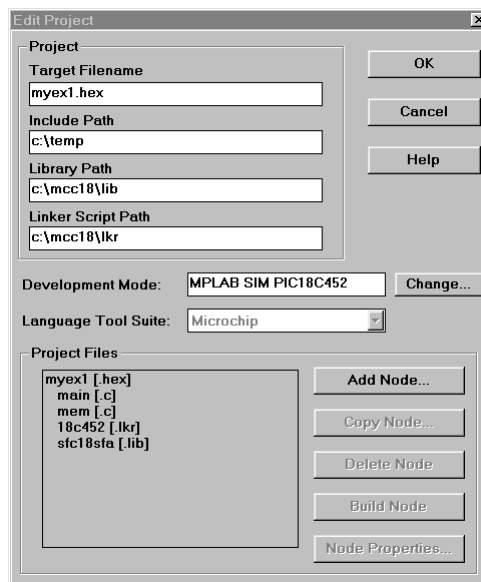 Edit Project
Project
Target Filename
myex1.hex
Include Path
c:\temp
Library Path
c:\mcc18\lib
Linker Script Path
c:\mcc18\lkr
OK
Cancel
Help
Development Mode: MPLAB SIM PIC18C452 Change...
Language Tool Suite: Microchip
Project Files
myex1 [.hex]
main [.c]
mem [.c]
18c452 [.lkr]
sfc18sfa [.lib]
Add Node...
Copy Node...
Delete Node
Build Node
Node Properties...